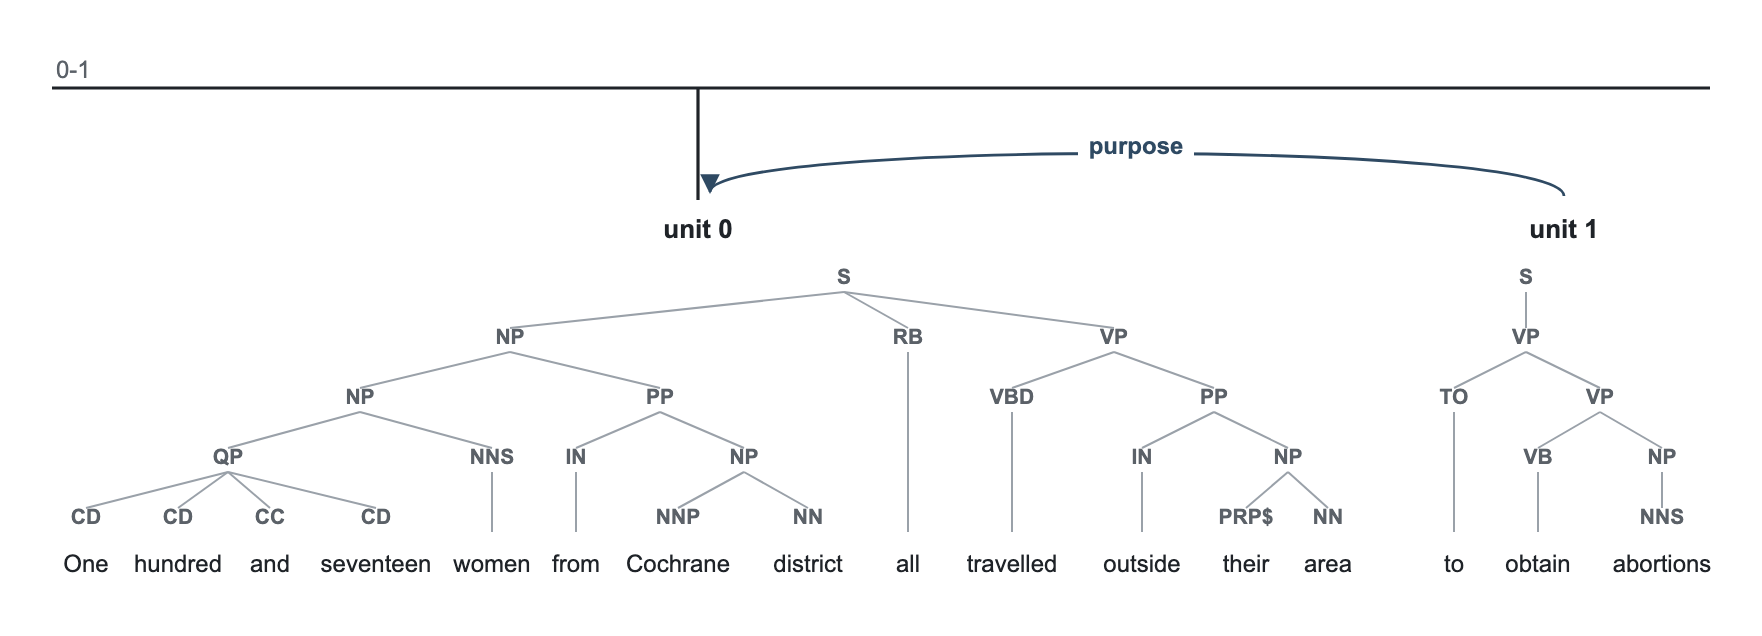 0-1
purpose
unit 0 unit 1
S S
NP RB VP VP
NP PP VBD PP TO VP
QP NNS IN NP IN NP VB NP
CD CD CC CD NNP NN PRP$ NN NNS
One hundred and seventeen women from Cochrane district all travelled outside their area to obtain abortions